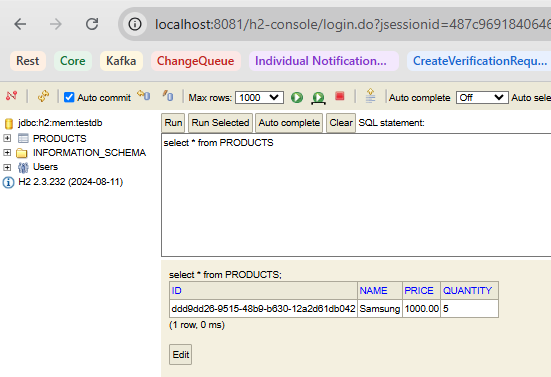 localhost:8081/h2-console/login.do?jsessionid=487c9691840646
Rest Core Kafka ChangeQueue Individual Notification... CreateVerificationRequ...
Auto commit Max rows: 1000 Auto complete Off Auto sele
jdbc:h2:mem:testdb
PRODUCTS
INFORMATION_SCHEMA
Users
H2 2.3.232 (2024-08-11)
Run Run Selected Auto complete Clear SQL statement:
select * from PRODUCTS
select * from PRODUCTS;
ID NAME PRICE QUANTITY
ddd9dd26-9515-48b9-b630-12a2d61db042 Samsung 1000.00 5
(1 row, 0 ms)
Edit